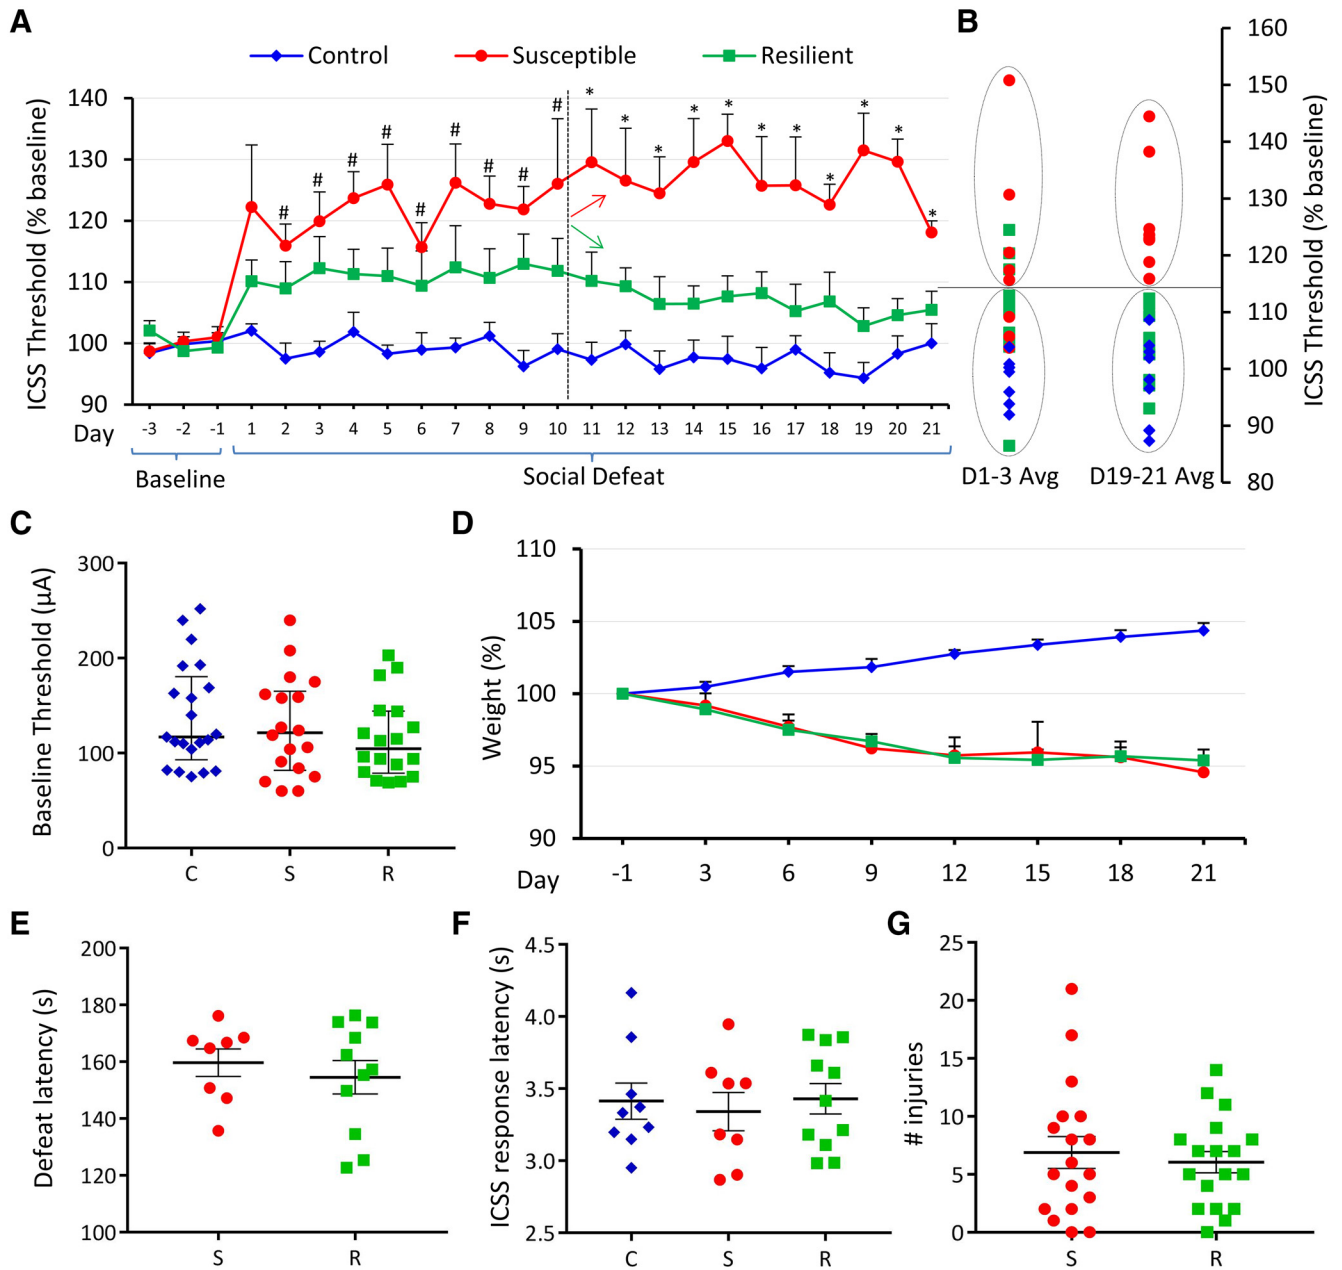 A
Control Susceptible Resilient
ICSS Threshold (% baseline)
140
130
120
110
100
90
# # # # # # # # # * * * * * * * * * * *
Day -3 -2 -1 1 2 3 4 5 6 7 8 9 10 11 12 13 14 15 16 17 18 19 20 21
Baseline Social Defeat
B
160
150
140
130
120
110
100
90
80
ICSS Threshold (% baseline)
D1-3 Avg D19-21 Avg
C
Baseline Threshold (µA)
300
200
100
0
C S R
D
Weight (%)
110
105
100
95
90
Day -1 3 6 9 12 15 18 21
E
Defeat latency (s)
200
180
160
140
120
100
S R
F
ICSS response latency (s)
4.5
4.0
3.5
3.0
2.5
C S R
G
# injuries
25
20
15
10
5
0
S R